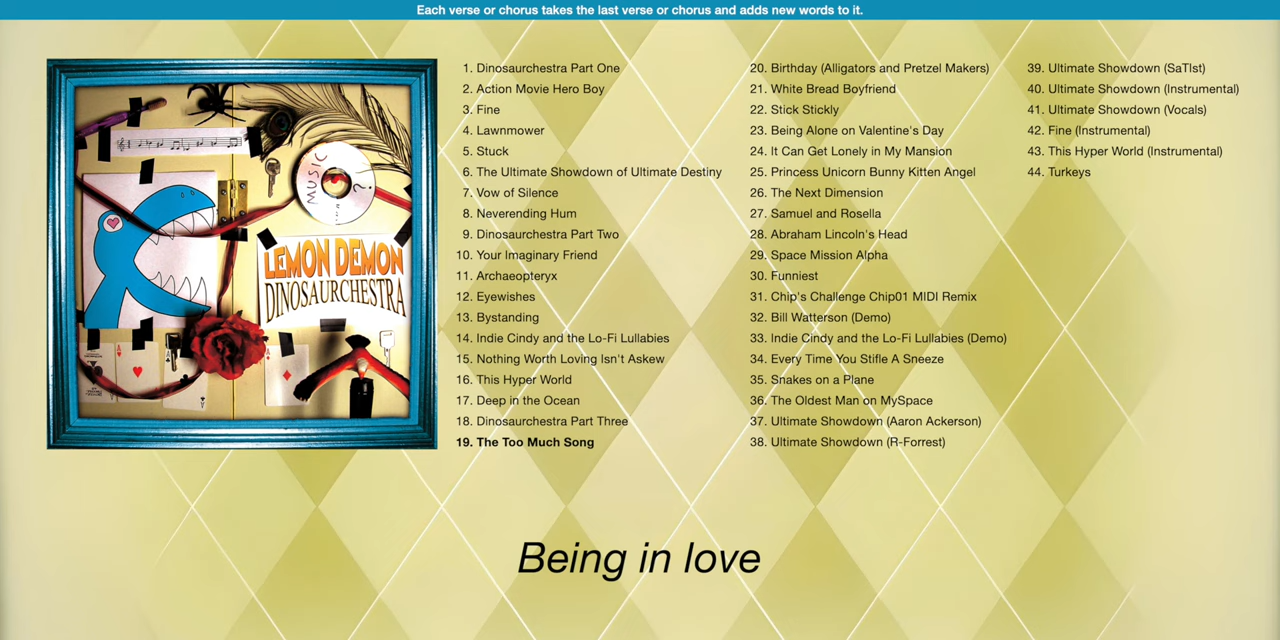 Each verse or chorus takes the last verse or chorus and adds new words to it.
MUSIC
LEMON DEMON
DINOSAURCHESTRA
1. Dinosaurchestra Part One
2. Action Movie Hero Boy
3. Fine
4. Lawnmower
5. Stuck
6. The Ultimate Showdown of Ultimate Destiny
7. Vow of Silence
8. Neverending Hum
9. Dinosaurchestra Part Two
10. Your Imaginary Friend
11. Archaeopteryx
12. Eyewishes
13. Bystanding
14. Indie Cindy and the Lo-Fi Lullabies
15. Nothing Worth Loving Isn't Askew
16. This Hyper World
17. Deep in the Ocean
18. Dinosaurchestra Part Three
19. The Too Much Song
20. Birthday (Alligators and Pretzel Makers)
21. White Bread Boyfriend
22. Stick Stickly
23. Being Alone on Valentine's Day
24. It Can Get Lonely in My Mansion
25. Princess Unicorn Bunny Kitten Angel
26. The Next Dimension
27. Samuel and Rosella
28. Abraham Lincoln's Head
29. Space Mission Alpha
30. Funniest
31. Chip's Challenge Chip01 MIDI Remix
32. Bill Watterson (Demo)
33. Indie Cindy and the Lo-Fi Lullabies (Demo)
34. Every Time You Stifle A Sneeze
35. Snakes on a Plane
36. The Oldest Man on MySpace
37. Ultimate Showdown (Aaron Ackerson)
38. Ultimate Showdown (R-Forrest)
39. Ultimate Showdown (SaTIst)
40. Ultimate Showdown (Instrumental)
41. Ultimate Showdown (Vocals)
42. Fine (Instrumental)
43. This Hyper World (Instrumental)
44. Turkeys
Being in love